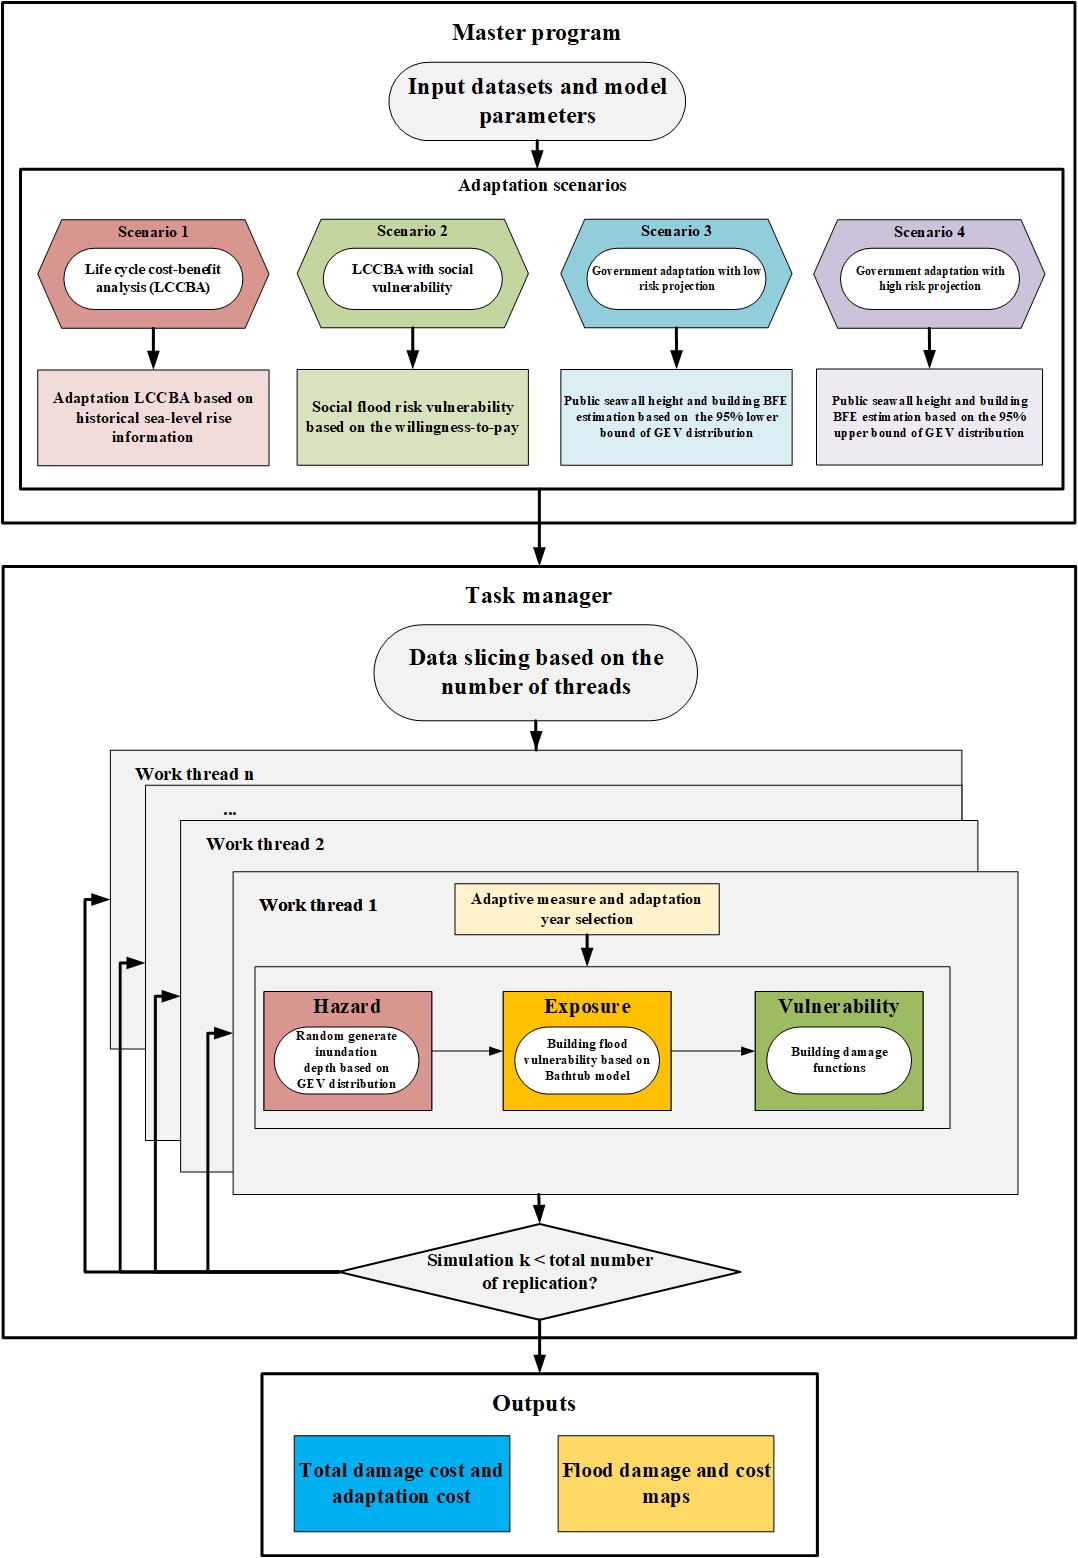 Master program
Input datasets and model
parameters
Adaptation scenarios
Scenario 1
Life cycle cost-benefit
analysis (LCCBA)
Scenario 2
LCCBA with social
vulnerability
Scenario 3
Government adaptation with low
risk projection
Scenario 4
Government adaptation with
high risk projection
Adaptation LCCBA based on
historical sea-level rise
information
Social flood risk vulnerability
based on the willingness-to-pay
Public seawall height and building BFE
estimation based on the 95% lower
bound of GEV distribution
Public seawall height and building
BFE estimation based on the 95%
upper bound of GEV distribution
Task manager
Data slicing based on the
number of threads
Work thread n
...
Work thread 2
Work thread 1
Adaptive measure and adaptation
year selection
Hazard
Random generate
inundation
depth based on
GEV distribution
Exposure
Building flood
vulnerability based on
Bathtub model
Vulnerability
Building damage
functions
Simulation k < total number
of replication?
Outputs
Total damage cost and
adaptation cost
Flood damage and cost
maps